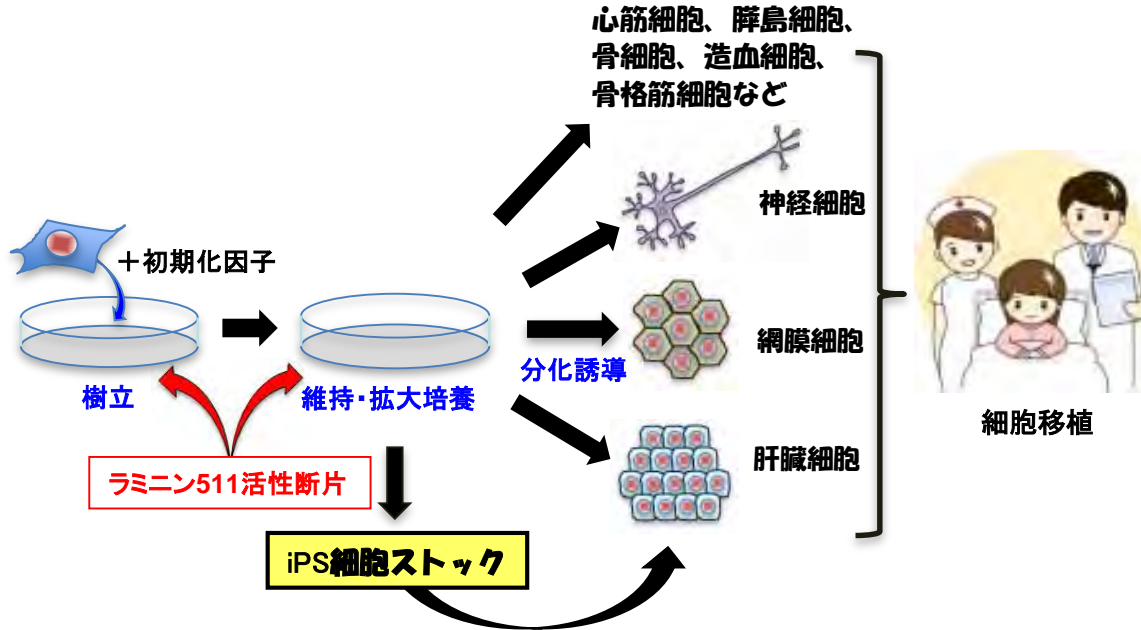 心筋細胞、膵島細胞、
骨細胞、造血細胞、
骨格筋細胞など
神経細胞
＋初期化因子
網膜細胞
分化誘導
樹立
維持・拡大培養
細胞移植
肝臓細胞
ラミニン511活性断片
iPS細胞ストック